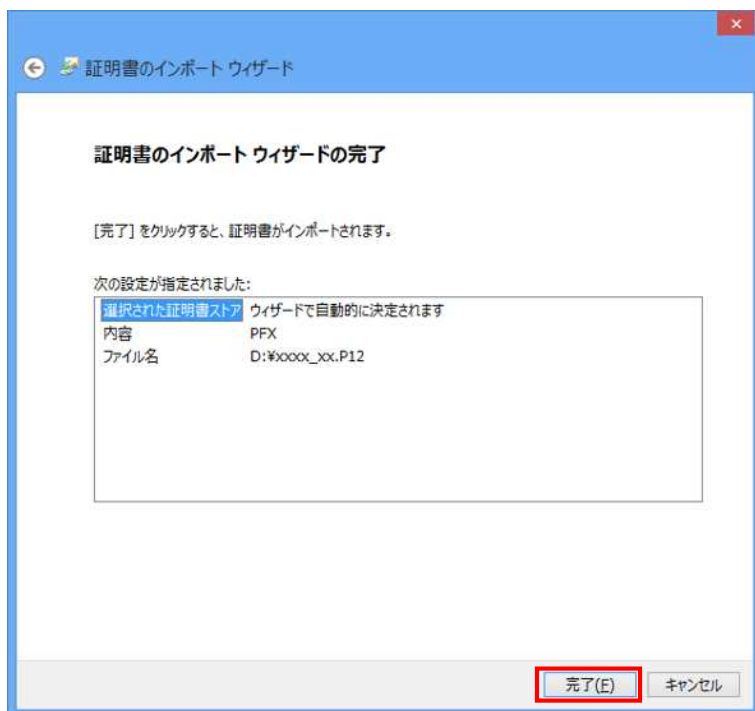 証明書のインポート ウィザード
証明書のインポート ウィザードの完了
[完了] をクリックすると、証明書がインポートされます。
次の設定が指定されました:
選択された証明書ストア ウィザードで自動的に決定されます
内容 PFX
ファイル名 D:¥xxxx_xx.P12
完了(F) キャンセル